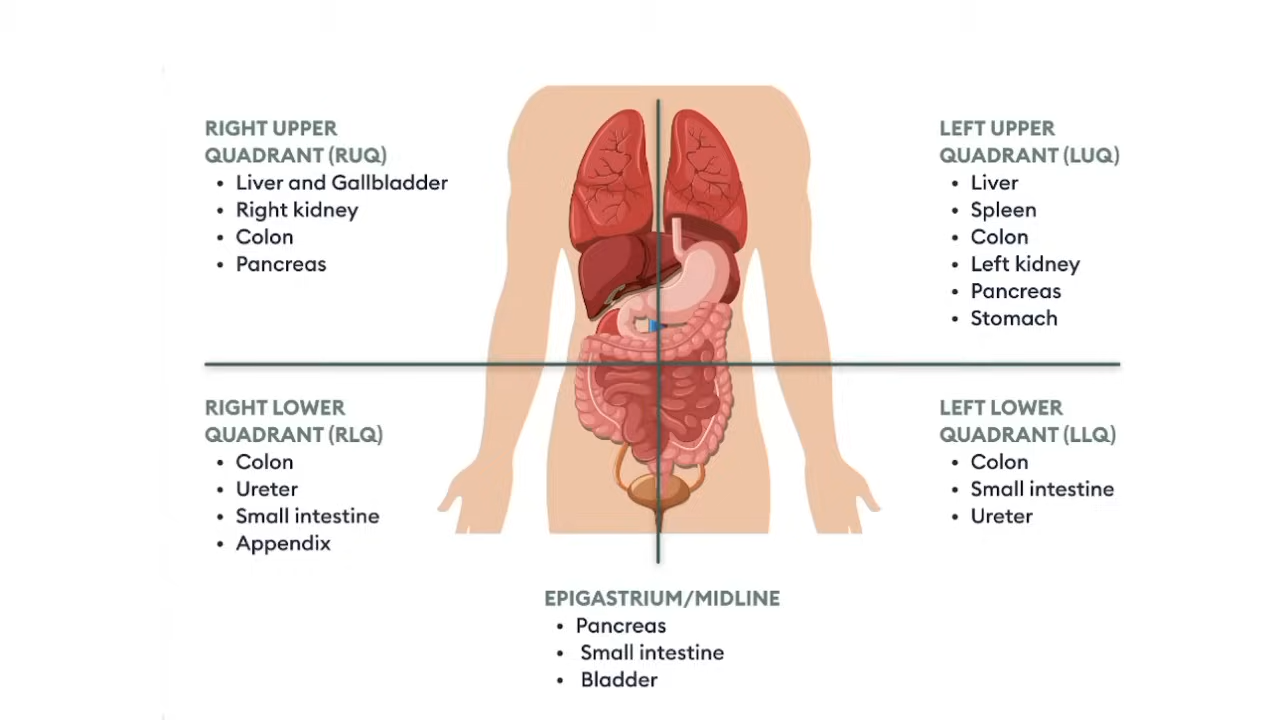 RIGHT UPPER
QUADRANT (RUQ)
• Liver and Gallbladder
• Right kidney
• Colon
• Pancreas
LEFT UPPER
QUADRANT (LUQ)
• Liver
• Spleen
• Colon
• Left kidney
• Pancreas
• Stomach
RIGHT LOWER
QUADRANT (RLQ)
• Colon
• Ureter
• Small intestine
• Appendix
LEFT LOWER
QUADRANT (LLQ)
• Colon
• Small intestine
• Ureter
EPIGASTRIUM/MIDLINE
• Pancreas
• Small intestine
• Bladder